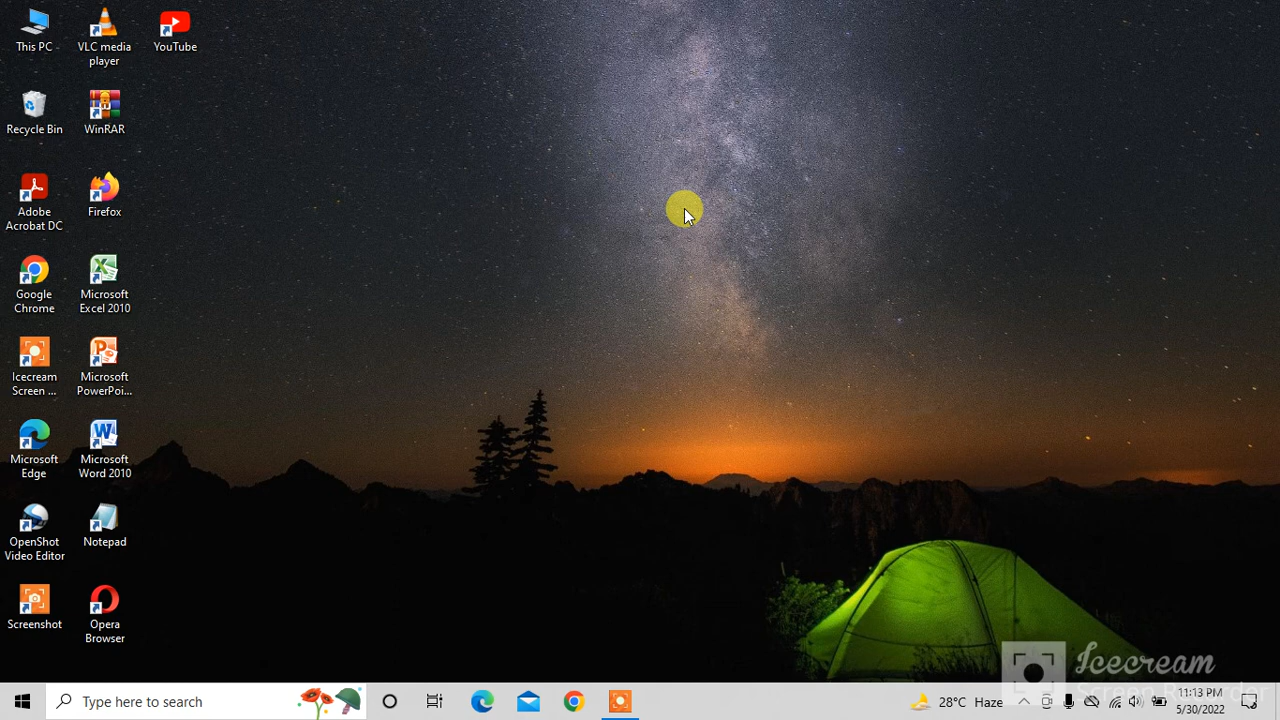 This PC
VLC media
player
YouTube
Recycle Bin
WinRAR
Adobe
Acrobat DC
Firefox
Google
Chrome
Microsoft
Excel 2010
Icecream
Screen ...
Microsoft
PowerPoi...
Microsoft
Edge
Microsoft
Word 2010
OpenShot
Video Editor
Notepad
Screenshot
Opera
Browser
Icecream
Screen Recorder
Type here to search
28°C Haze
11:13 PM
5/30/2022